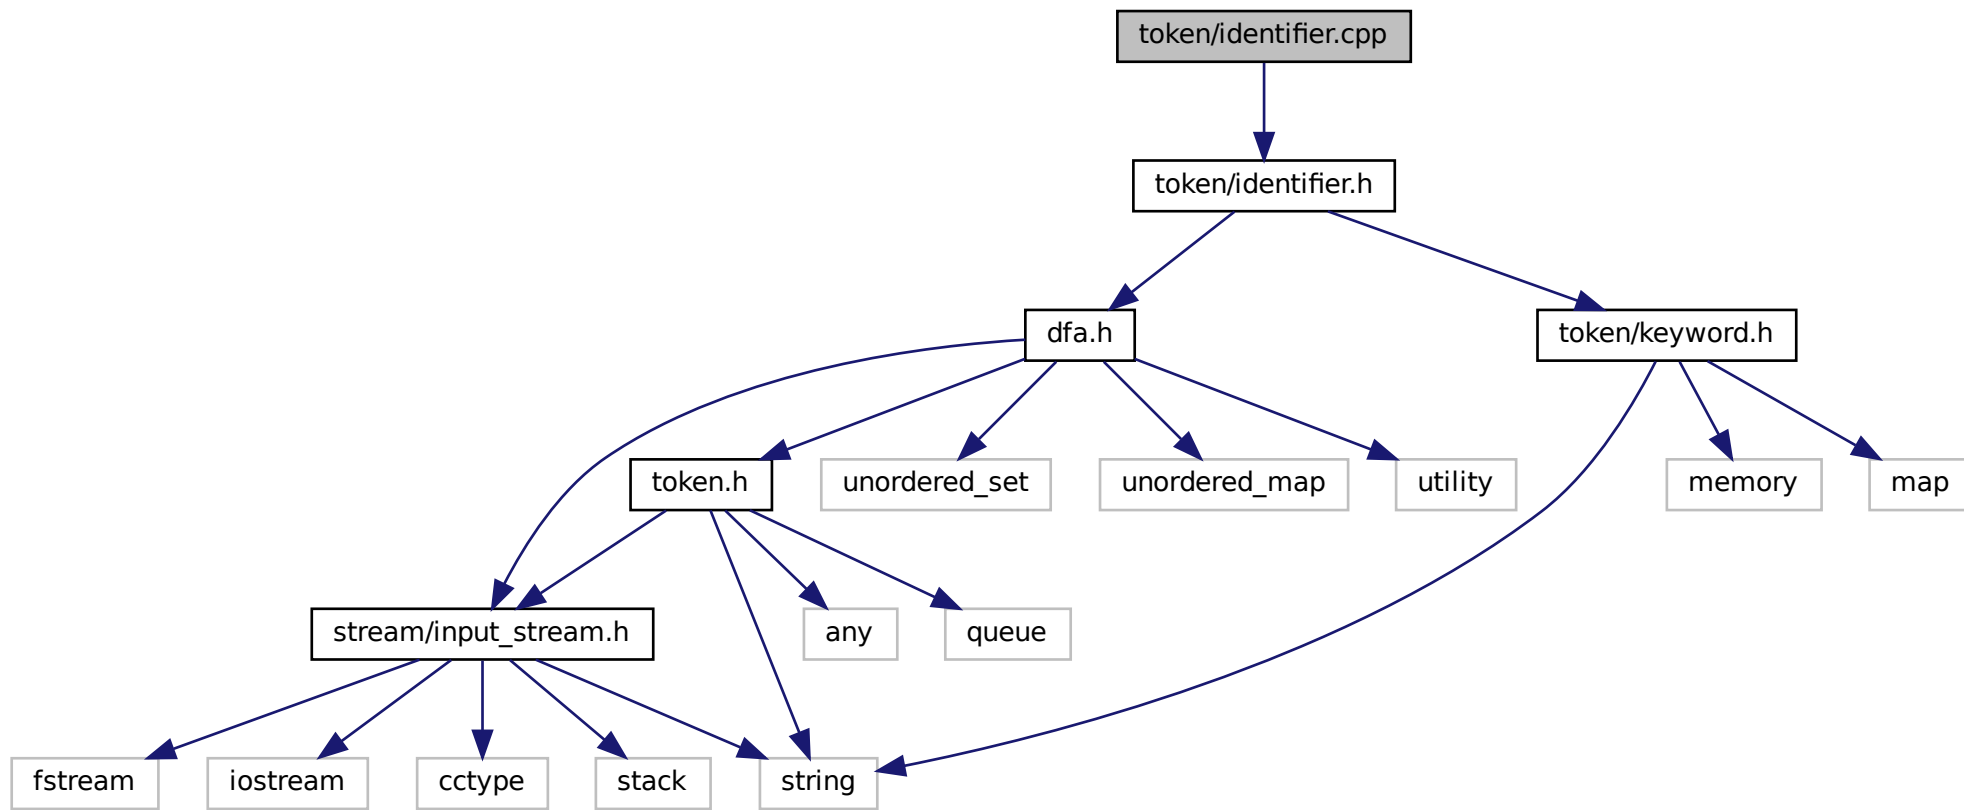 token/identifier.cpp
token/identifier.h
dfa.h
token/keyword.h
token.h
unordered_set
unordered_map
utility
memory
map
stream/input_stream.h
any
queue
fstream
iostream
cctype
stack
string